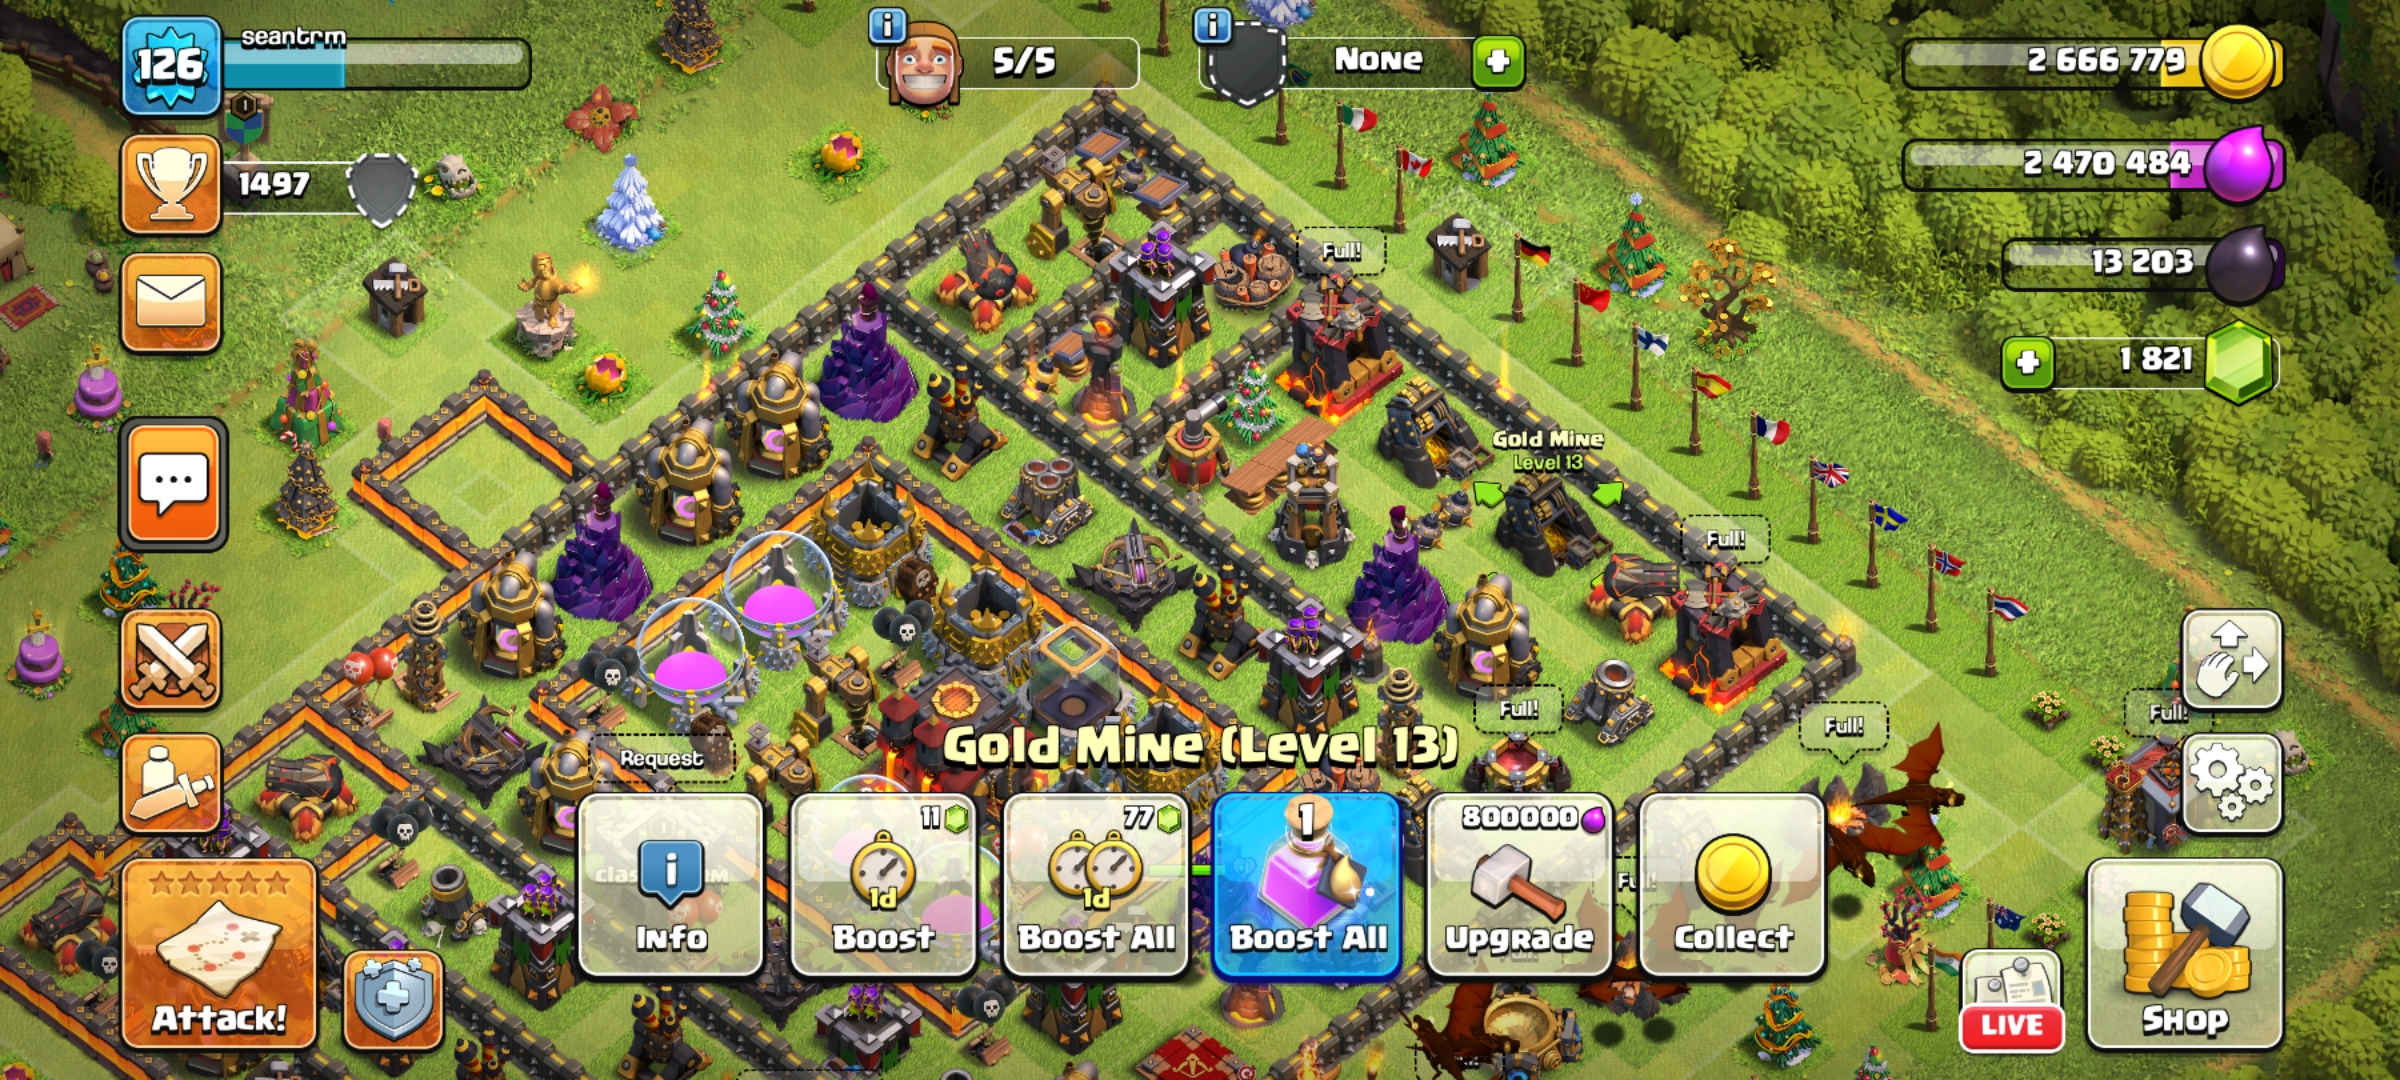 126
seantrm
5/5
None
2 666 779
1497
2 470 484
13 203
1 821
Full!
Gold Mine
Level 13
Full!
Full!
Full!
Full!
Request
Gold Mine (Level 13)
Info
11
1d
Boost
77
1d
Boost All
1
Boost All
800000
Upgrade
Collect
Attack!
LIVE
Shop